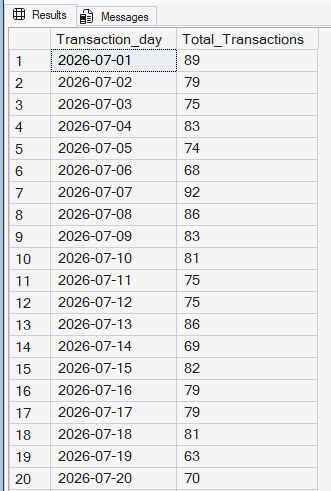 Results Messages
Transaction_day Total_Transactions
1 2026-07-01 89
2 2026-07-02 79
3 2026-07-03 75
4 2026-07-04 83
5 2026-07-05 74
6 2026-07-06 68
7 2026-07-07 92
8 2026-07-08 86
9 2026-07-09 83
10 2026-07-10 81
11 2026-07-11 75
12 2026-07-12 75
13 2026-07-13 86
14 2026-07-14 69
15 2026-07-15 82
16 2026-07-16 79
17 2026-07-17 79
18 2026-07-18 81
19 2026-07-19 63
20 2026-07-20 70